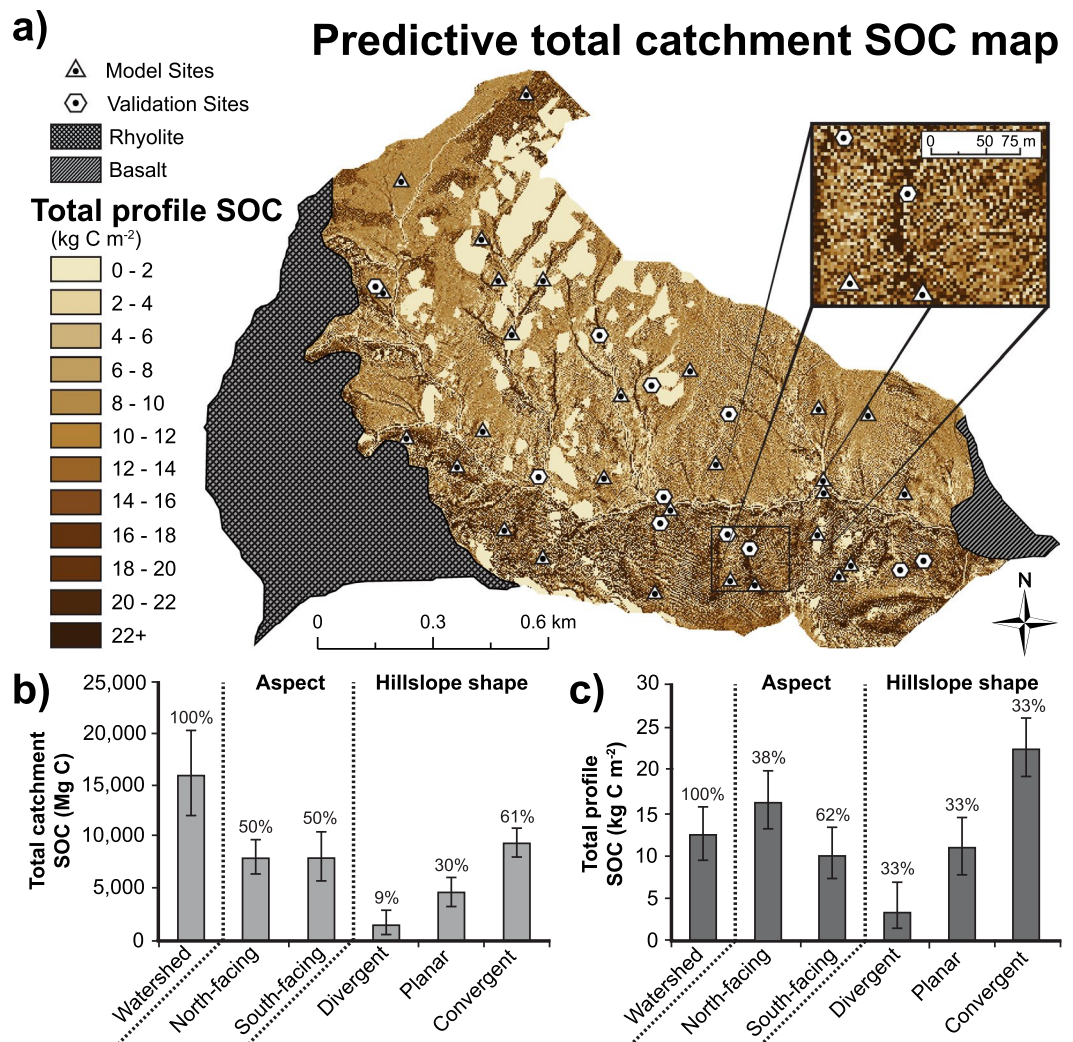 a)
Predictive total catchment SOC map
Model Sites
Validation Sites
Rhyolite
Basalt
Total profile SOC
(kg C m⁻²)
0 - 2
2 - 4
4 - 6
6 - 8
8 - 10
10 - 12
12 - 14
14 - 16
16 - 18
18 - 20
20 - 22
22+
0 50 75 m
0 0.3 0.6 km
N
b)
Total catchment
SOC (Mg C)
25,000
20,000
15,000
10,000
5,000
0
Aspect
Hillslope shape
100%
50%
50%
9%
30%
61%
Watershed
North-facing
South-facing
Divergent
Planar
Convergent
c)
Total profile
SOC (kg C m⁻²)
30
25
20
15
10
5
0
Aspect
Hillslope shape
100%
38%
62%
33%
33%
33%
Watershed
North-facing
South-facing
Divergent
Planar
Convergent